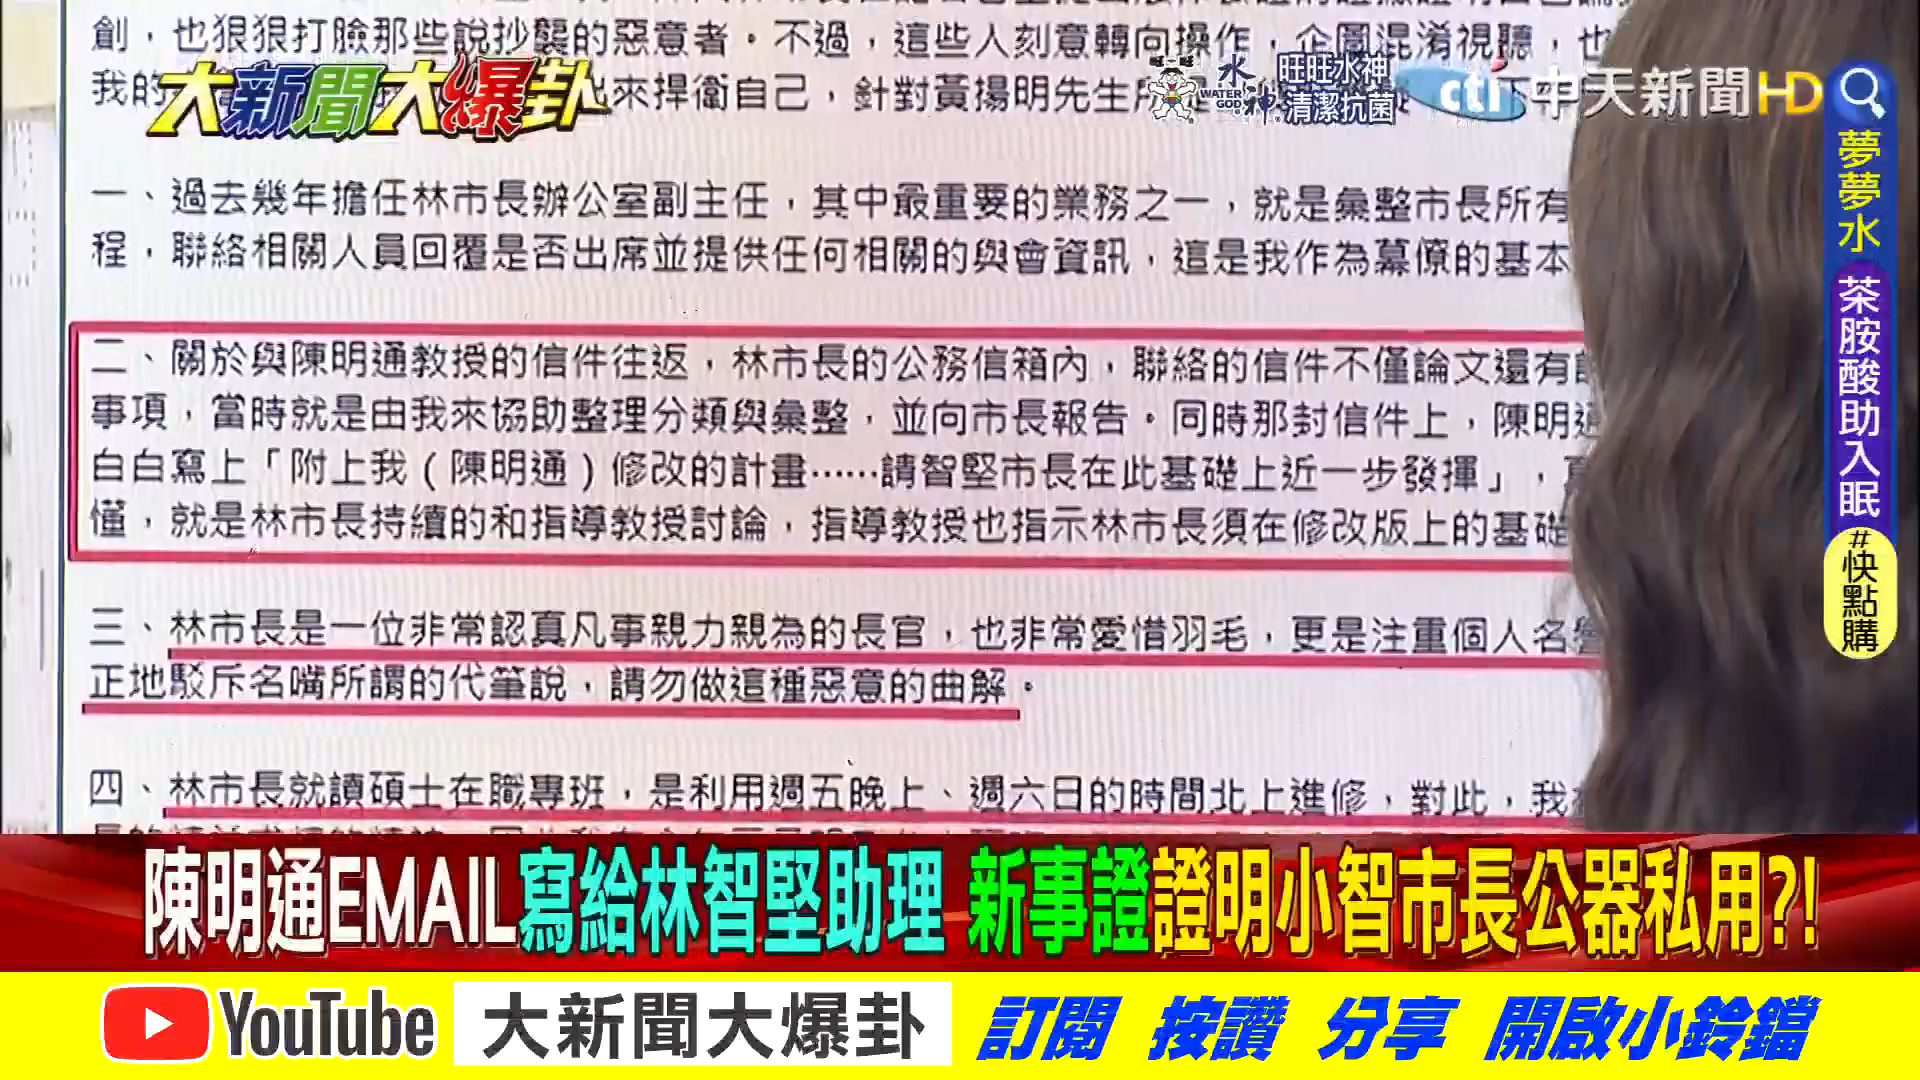 創，也狠狠打臉那些說抄襲的惡意者。不過，這些人刻意轉向操作，企圖混淆視聽，也
我的
來捍衛自己，針對黃揚明先生所
大新聞大爆卦
旺旺水神
清潔抗菌
水神
WATER GOD
cti 中天新聞HD
一、過去幾年擔任林市長辦公室副主任，其中最重要的業務之一，就是彙整市長所有
程，聯絡相關人員回覆是否出席並提供任何相關的與會資訊，這是我作為幕僚的基本
二、關於與陳明通教授的信件往返，林市長的公務信箱內，聯絡的信件不僅論文還有
事項，當時就是由我來協助整理分類與彙整，並向市長報告。同時那封信件上，陳明通
白白寫上「附上我（陳明通）修改的計畫……請智堅市長在此基礎上近一步發揮」，
懂，就是林市長持續的和指導教授討論，指導教授也指示林市長須在修改版上的基礎
三、林市長是一位非常認真凡事親力親為的長官，也非常愛惜羽毛，更是注重個人名譽
正地駁斥名嘴所謂的代筆說，請勿做這種惡意的曲解。
四、林市長就讀碩士在職專班，是利用週五晚上、週六日的時間北上進修，對此，我
夢夢水
茶胺酸助入眠
#快點購
陳明通EMAIL寫給林智堅助理 新事證證明小智市長公器私用?!
YouTube 大新聞大爆卦 訂閱 按讚 分享 開啟小鈴鐺